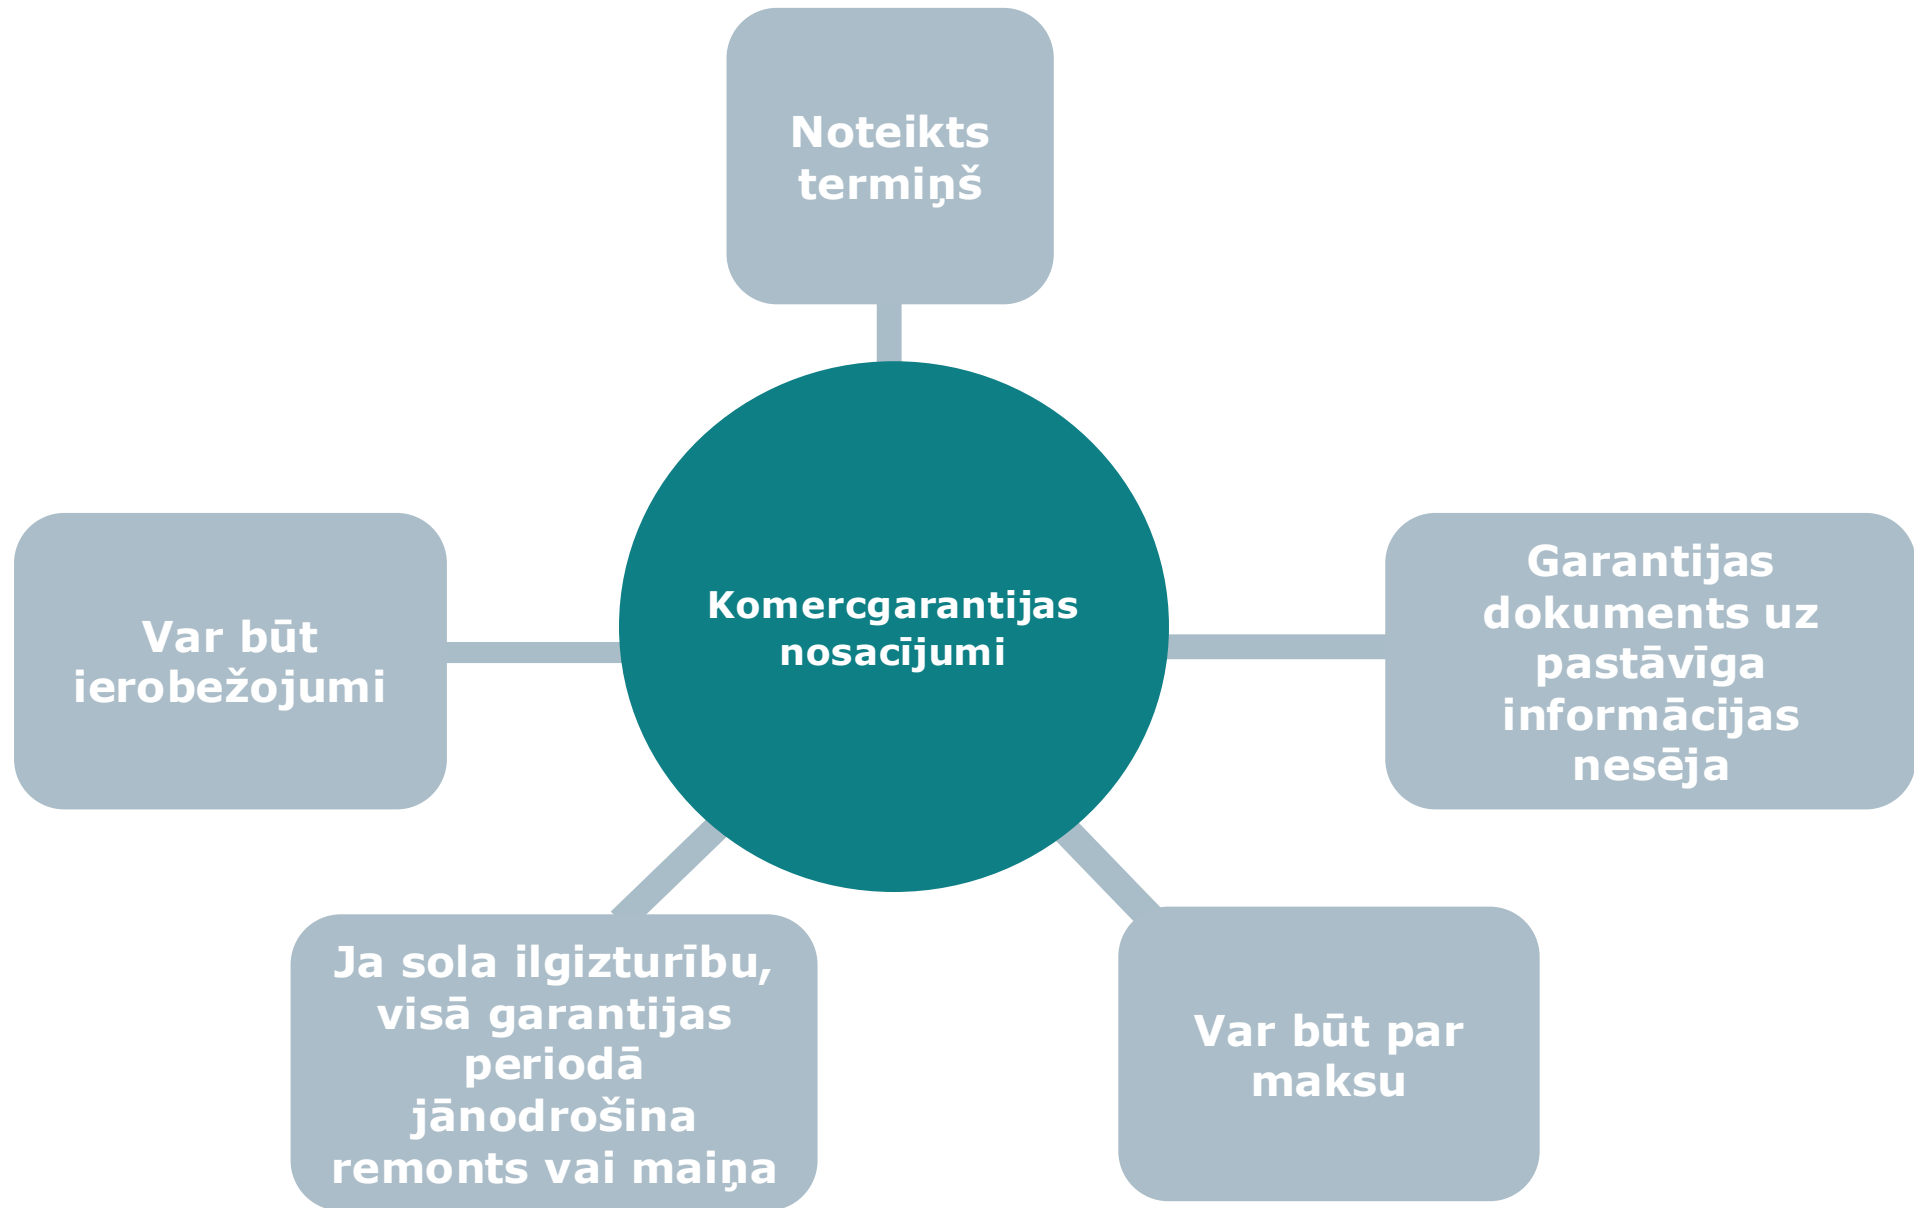 Noteikts
termiņš
Komercgarantijas
nosacījumi
Garantijas
dokuments uz
pastāvīga
informācijas
nesēja
Var būt par
maksu
Ja sola ilgizturību,
visā garantijas
periodā
jānodrošina
remonts vai maiņa
Var būt
ierobežojumi